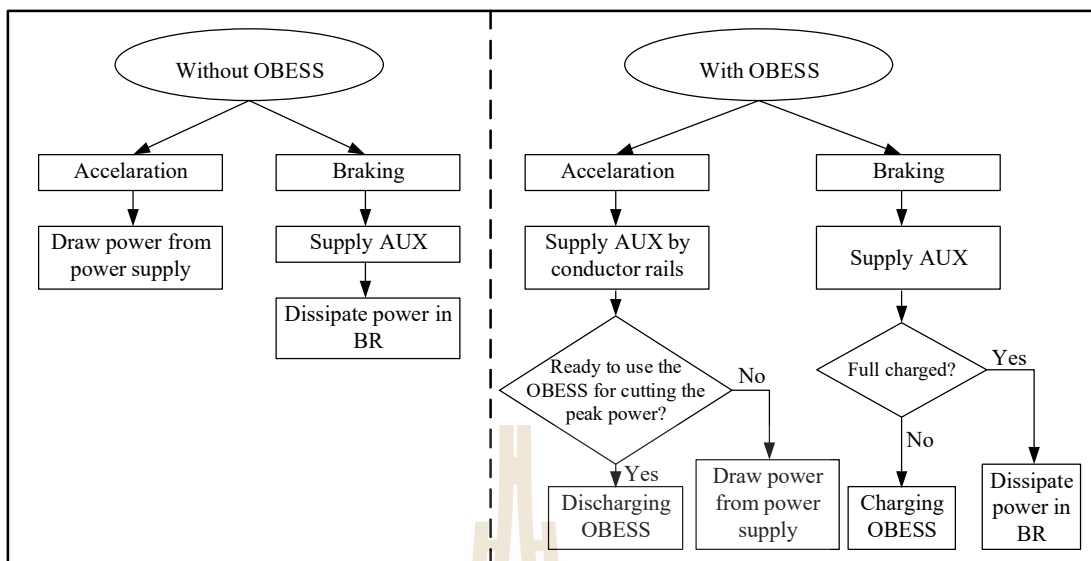 Without OBESS
Accelaration
Braking
Draw power from
power supply
Supply AUX
Dissipate power in
BR
With OBESS
Accelaration
Braking
Supply AUX by
conductor rails
Supply AUX
Ready to use the
OBESS for cutting the
peak power?
No
Yes
Discharging
OBESS
Draw power
from power
supply
Full charged?
Yes
No
Charging
OBESS
Dissipate
power in
BR